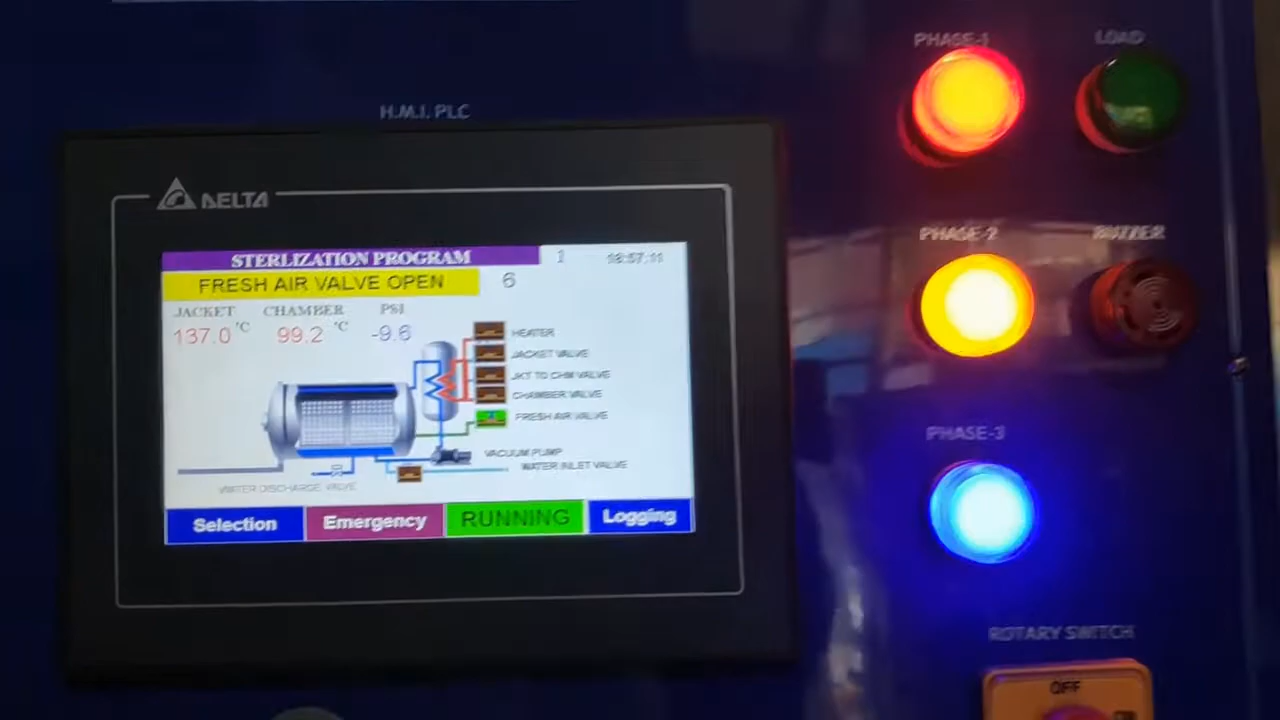 PHASE-1
LOAD
H.M.I. PLC
DELTA
PHASE-2
BUZZER
STERLIZATION PROGRAM
1
18:57:11
FRESH AIR VALVE OPEN
6
JACKET
CHAMBER
PSI
137.0 °C
99.2 °C
-9.6
HEATER
JACKET VALVE
JKT TO CHM VALVE
CHAMBER VALVE
FRESH AIR VALVE
VACUUM PUMP
WATER INLET VALVE
WATER DISCHARGE VALVE
Selection
Emergency
RUNNING
Logging
PHASE-3
ROTARY SWITCH
OFF